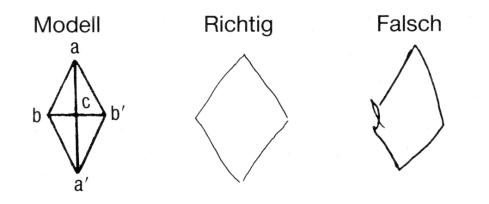 Modell Richtig Falsch
a
b c b′
a′